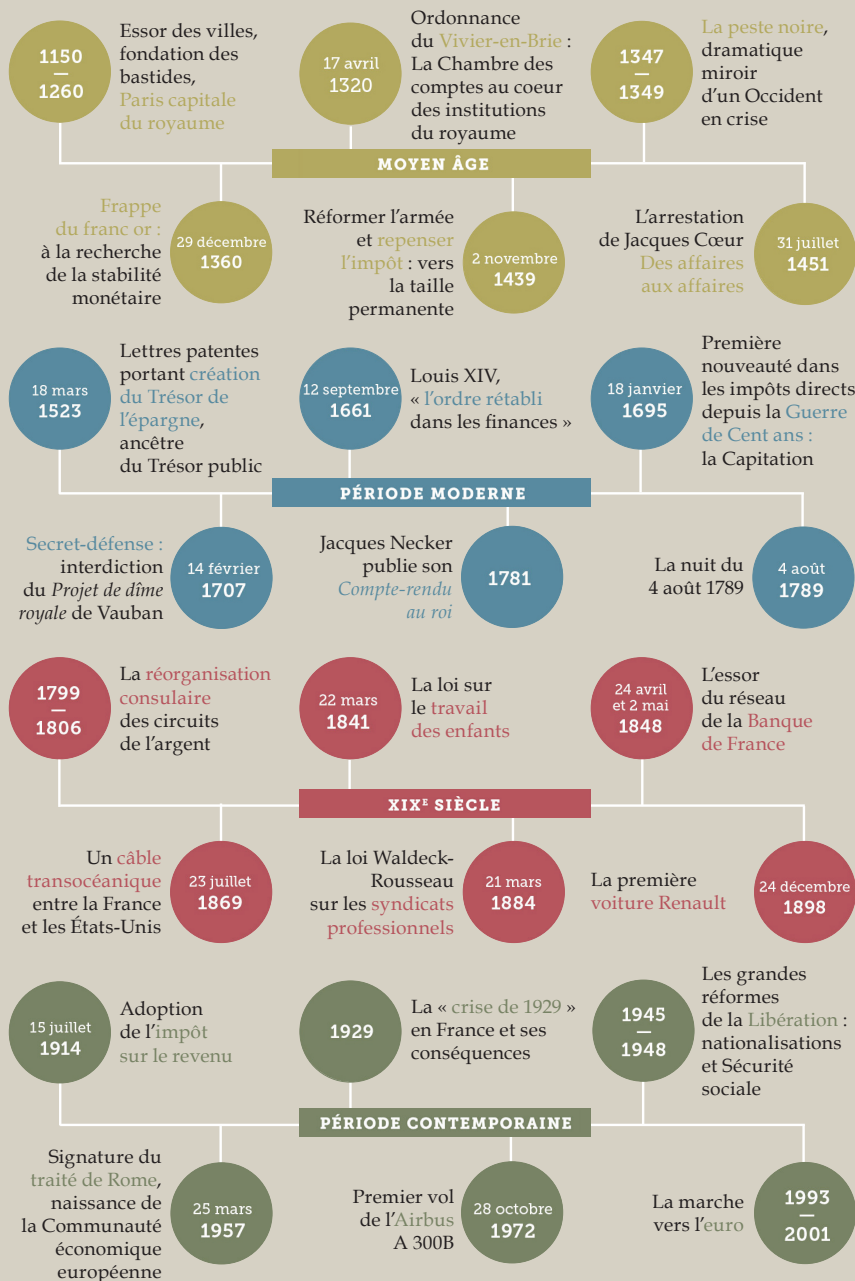 1150
—
1260
Essor des villes,
fondation des
bastides,
Paris capitale
du royaume
17 avril
1320
Ordonnance
du Vivier-en-Brie :
La Chambre des
comptes au coeur
des institutions
du royaume
1347
—
1349
La peste noire,
dramatique
miroir
d'un Occident
en crise
MOYEN ÂGE
Frappe
du franc or :
à la recherche
de la stabilité
monétaire
29 décembre
1360
Réformer l'armée
et repenser
l'impôt : vers
la taille
permanente
2 novembre
1439
L'arrestation
de Jacques Cœur
Des affaires
aux affaires
31 juillet
1451
18 mars
1523
Lettres patentes
portant création
du Trésor de
l'épargne,
ancêtre
du Trésor public
12 septembre
1661
Louis XIV,
« l'ordre rétabli
dans les finances »
18 janvier
1695
Première
nouveauté dans
les impôts directs
depuis la Guerre
de Cent ans :
la Capitation
PÉRIODE MODERNE
Secret-défense :
interdiction
du Projet de dîme
royale de Vauban
14 février
1707
Jacques Necker
publie son
Compte-rendu
au roi
1781
La nuit du
4 août 1789
4 août
1789
1799
—
1806
La réorganisation
consulaire
des circuits
de l'argent
22 mars
1841
La loi sur
le travail
des enfants
24 avril
et 2 mai
1848
L'essor
du réseau
de la Banque
de France
XIXE SIÈCLE
Un câble
transocéanique
entre la France
et les États-Unis
23 juillet
1869
La loi Waldeck-
Rousseau
sur les syndicats
professionnels
21 mars
1884
La première
voiture Renault
24 décembre
1898
15 juillet
1914
Adoption
de l'impôt
sur le revenu
1929
La « crise de 1929 »
en France et ses
conséquences
1945
—
1948
Les grandes
réformes
de la Libération :
nationalisations
et Sécurité
sociale
PÉRIODE CONTEMPORAINE
Signature du
traité de Rome,
naissance de
la Communauté
économique
européenne
25 mars
1957
Premier vol
de l'Airbus
A 300B
28 octobre
1972
La marche
vers l'euro
1993
—
2001